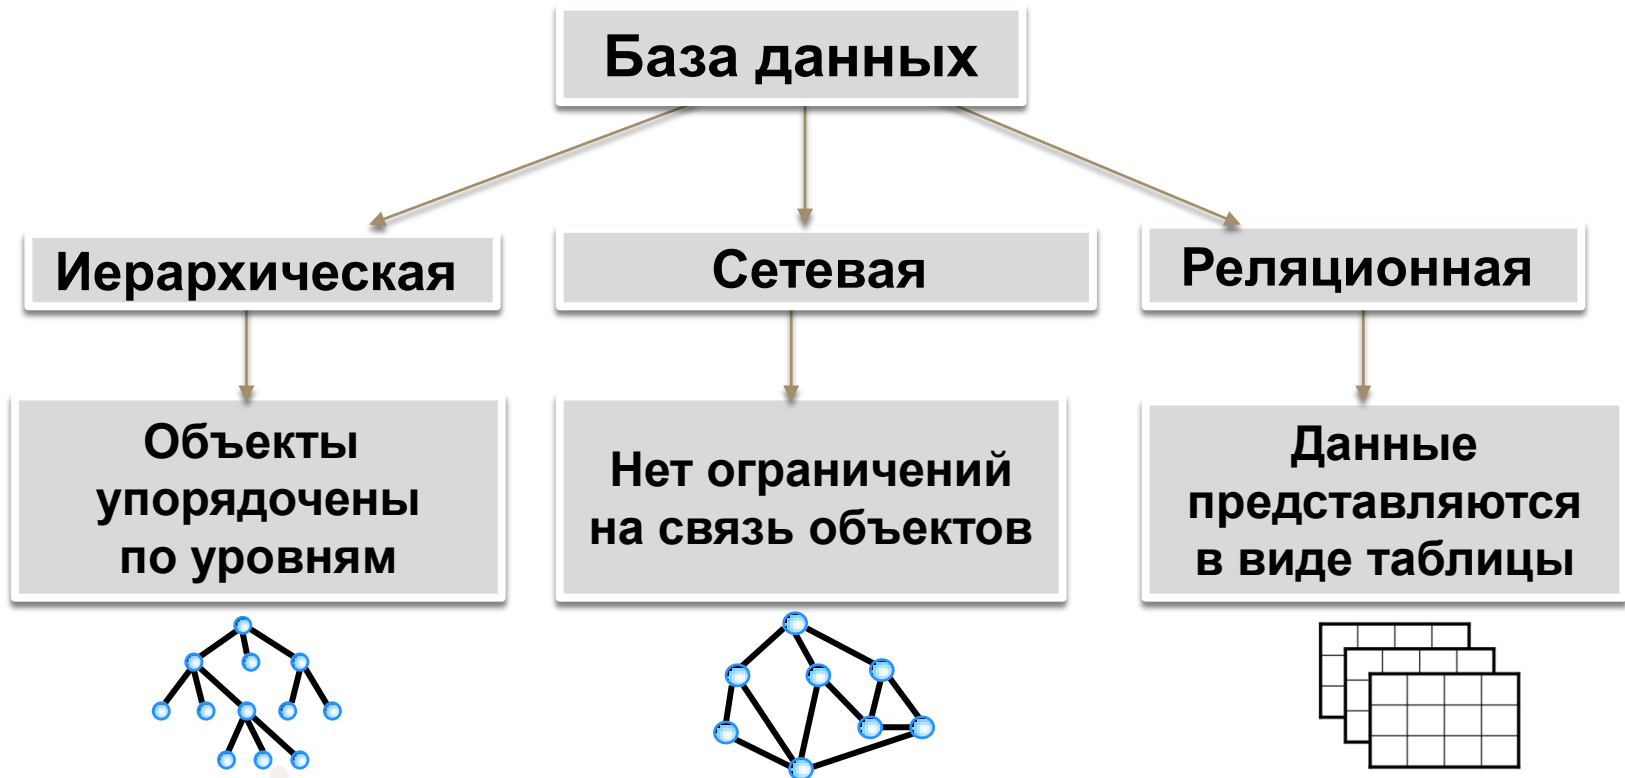 База данных
Иерархическая
Сетевая
Реляционная
Объекты
упорядочены
по уровням
Нет ограничений
на связь объектов
Данные
представляются
в виде таблицы